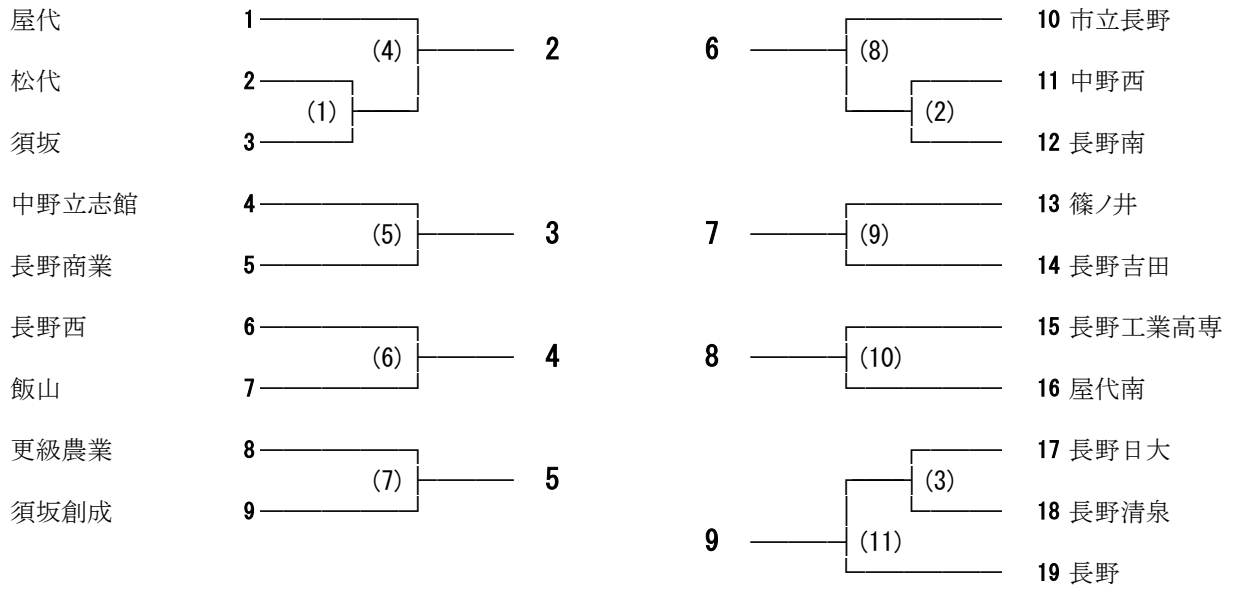 屋代 1 10 市立長野
(4) 2 6 (8)
松代 2 11 中野西
(1) (2)
須坂 3 12 長野南
中野立志館 4 13 篠ノ井
(5) 3 7 (9)
長野商業 5 14 長野吉田
長野西 6 15 長野工業高専
(6) 4 8 (10)
飯山 7 16 屋代南
更級農業 8 17 長野日大
(7) 5 (3)
須坂創成 9 18 長野清泉
9 (11)
19 長野